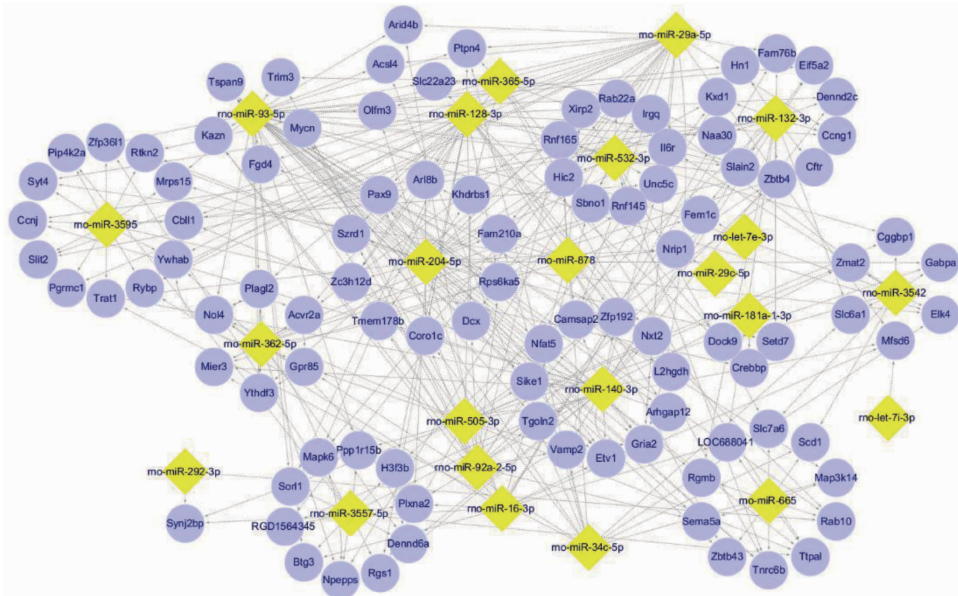 Arid4b
rno-miR-29a-5p
Ptpn4
Acsl4
Hn1
Fam76b
Eif5a2
Tspan9
Trim3
Slc22a23
rno-miR-365-5p
Rab22a
Xirp2
Irgq
Kxd1
Dennd2c
rno-miR-93-5p
Olfm3
rno-miR-128-3p
rno-miR-132-3p
Kazn
Mycn
Rnf165
Il6r
Naa30
Ccng1
Zfp36l1
Pip4k2a
Rtkn2
Fgd4
rno-miR-532-3p
Slain2
Cftr
Syt4
Mrps15
Arl8b
Hic2
Unc5c
Zbtb4
Pax9
Khdrbs1
Sbno1
Rnf145
Ccnj
rno-miR-3595
Cbll1
Fem1c
Szrd1
Fam210a
rno-let-7e-3p
Cggbp1
Slit2
Ywhab
rno-miR-204-5p
rno-miR-878
Nrip1
Zmat2
Gabpa
Pgrmc1
Trat1
Rybp
Zc3h12d
Rps6ka5
rno-miR-29c-5p
rno-miR-3542
Plagl2
Nol4
Acvr2a
Tmem178b
Dcx
Camsap2
Zfp192
rno-miR-181a-1-3p
Slc6a1
Elk4
Coro1c
Nfat5
Nxt2
Dock9
Setd7
Mfsd6
rno-miR-362-5p
Mier3
Gpr85
Crebbp
L2hgdh
Sike1
rno-miR-140-3p
Ythdf3
Arhgap12
rno-let-7i-3p
rno-miR-505-3p
Tgoln2
Vamp2
Gria2
Etv1
LOC688041
Slc7a6
Scd1
Mapk6
Ppp1r15b
H3f3b
rno-miR-92a-2-5p
rno-miR-292-3p
Sorl1
Plxna2
Rgmb
Map3k14
rno-miR-665
Synj2bp
RGD1564345
rno-miR-3557-5p
rno-miR-16-3p
Sema5a
Rab10
Dennd6a
rno-miR-34c-5p
Zbtb43
Ttpal
Btg3
Npepps
Rgs1
Tnrc6b